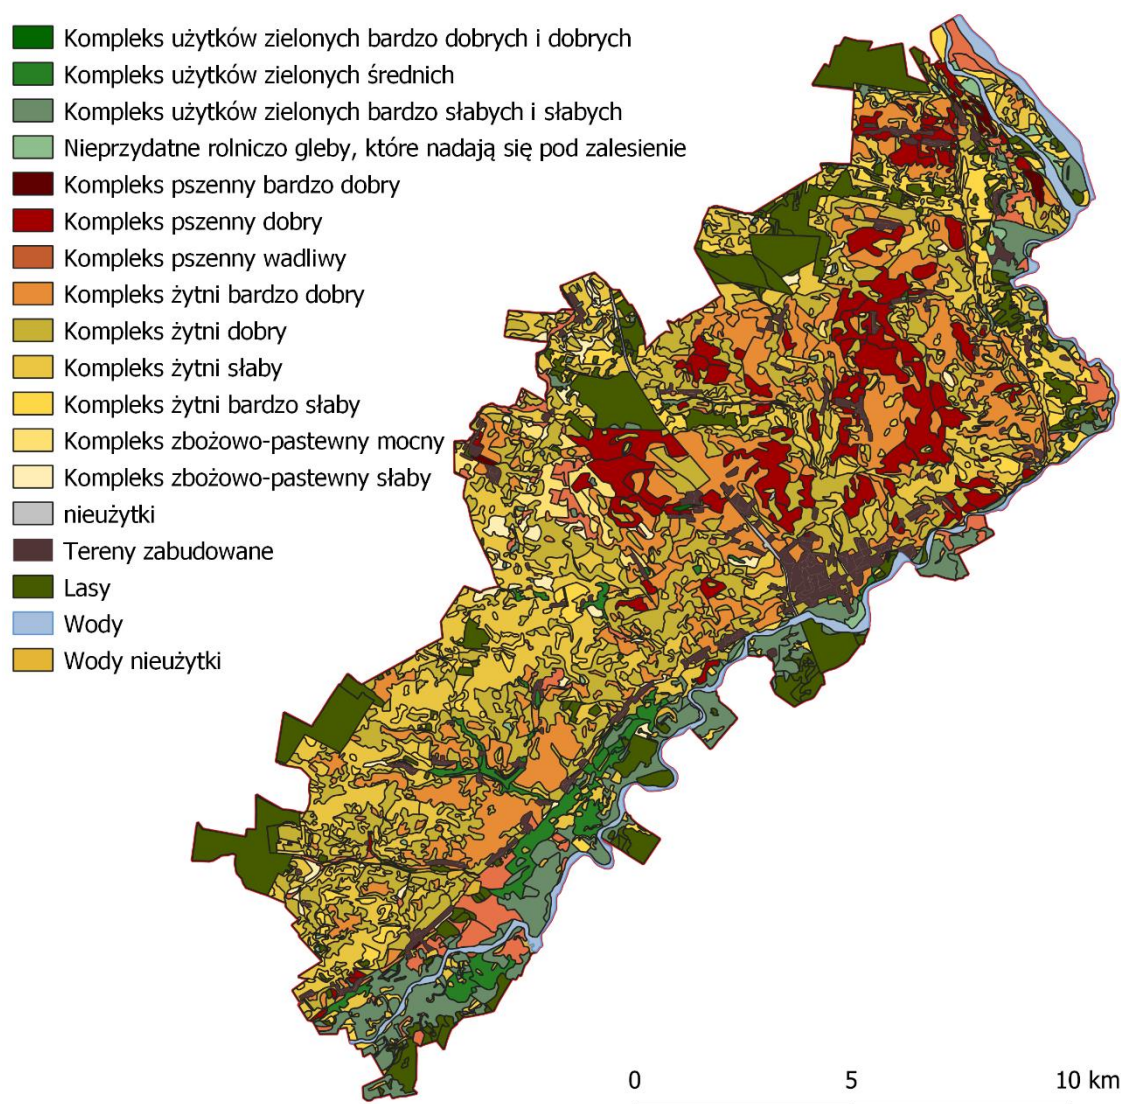 Kompleks użytków zielonych bardzo dobrych i dobrych
Kompleks użytków zielonych średnich
Kompleks użytków zielonych bardzo słabych i słabych
Nieprzydatne rolniczo gleby, które nadają się pod zalesienie
Kompleks pszenny bardzo dobry
Kompleks pszenny dobry
Kompleks pszenny wadliwy
Kompleks żytni bardzo dobry
Kompleks żytni dobry
Kompleks żytni słaby
Kompleks żytni bardzo słaby
Kompleks zbożowo-pastewny mocny
Kompleks zbożowo-pastewny słaby
nieużytki
Tereny zabudowane
Lasy
Wody
Wody nieużytki
0 5 10 km